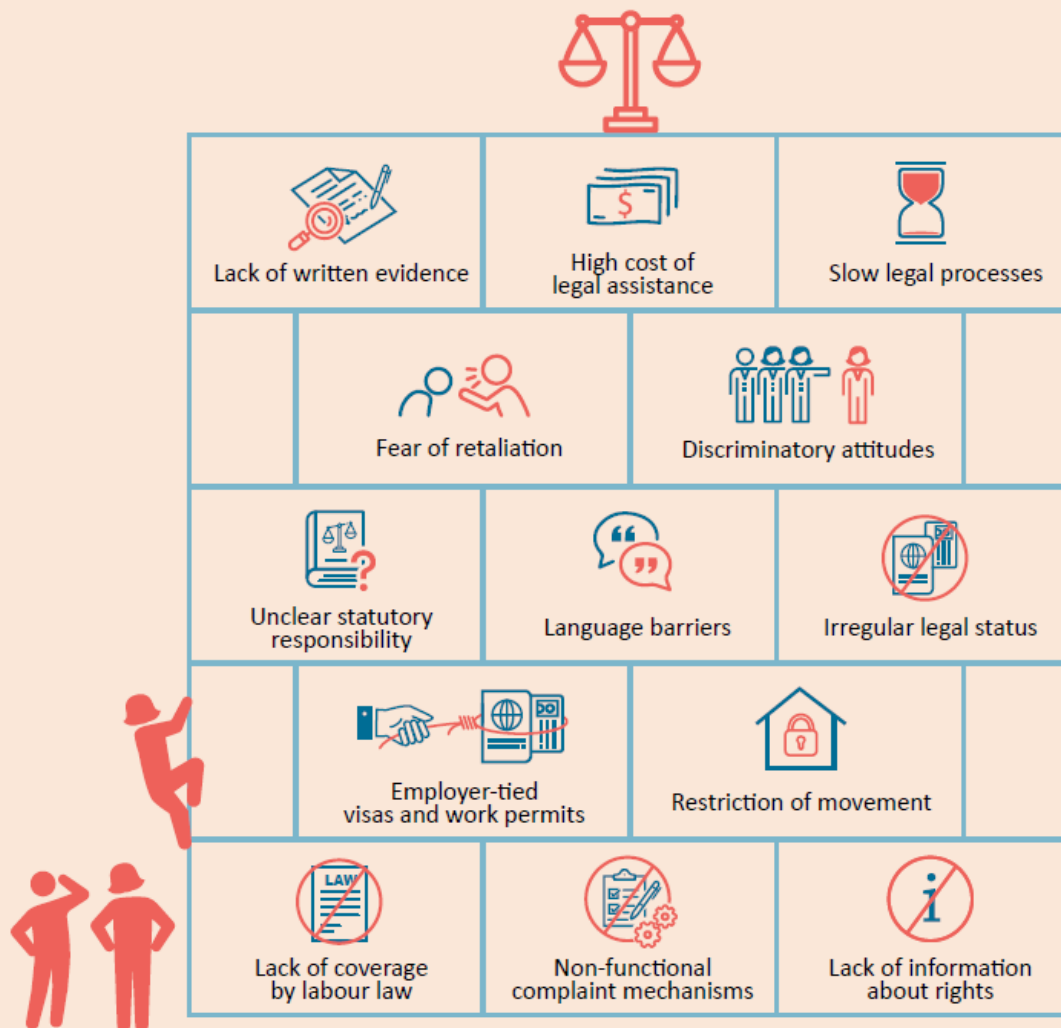 Lack of written evidence
High cost of
legal assistance
$
Slow legal processes
Fear of retaliation
Discriminatory attitudes
Unclear statutory
responsibility
?
Language barriers
Irregular legal status
Employer-tied
visas and work permits
Restriction of movement
LAW
Lack of coverage
by labour law
Non-functional
complaint mechanisms
i
Lack of information
about rights